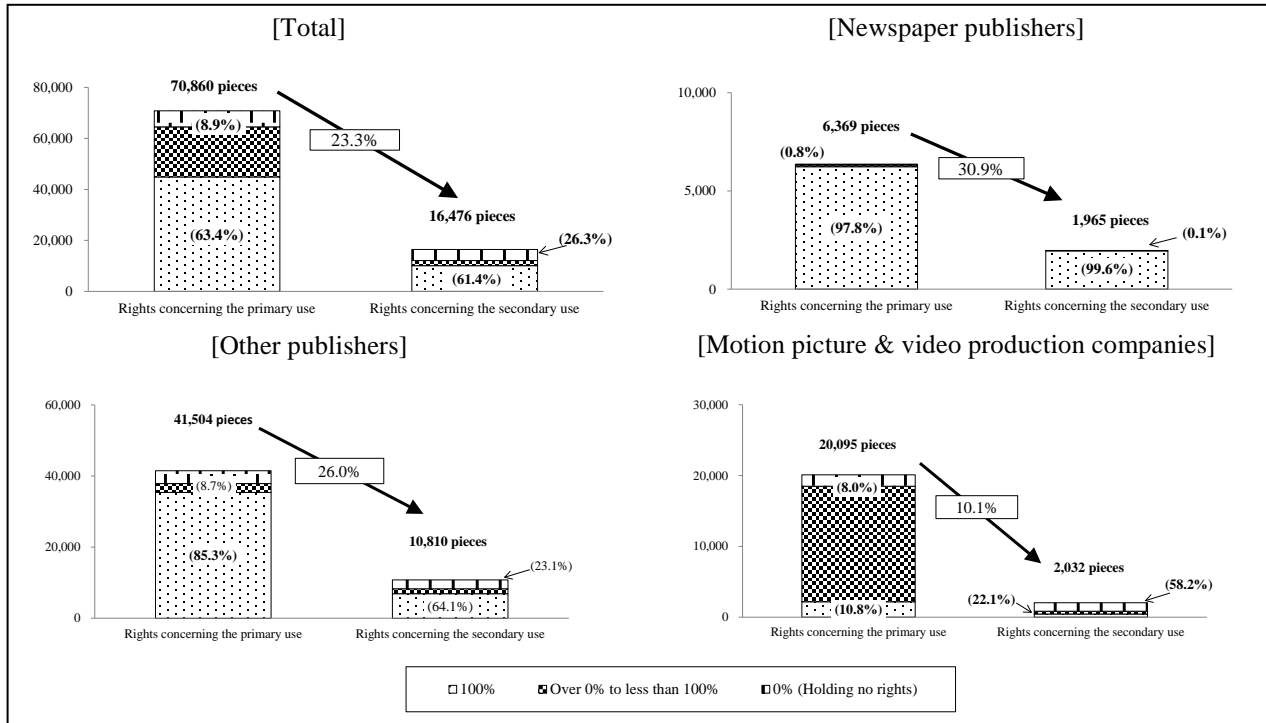 [Total]
70,860 pieces
80,000
60,000
40,000
20,000
0
(8.9%)
23.3%
(63.4%)
16,476 pieces
(26.3%)
(61.4%)
Rights concerning the primary use
Rights concerning the secondary use
[Newspaper publishers]
10,000
5,000
0
6,369 pieces
(0.8%)
30.9%
(97.8%)
1,965 pieces
(0.1%)
(99.6%)
Rights concerning the primary use
Rights concerning the secondary use
[Other publishers]
60,000
40,000
20,000
0
41,504 pieces
26.0%
(8.7%)
(85.3%)
10,810 pieces
(23.1%)
(64.1%)
Rights concerning the primary use
Rights concerning the secondary use
[Motion picture & video production companies]
30,000
20,000
10,000
0
20,095 pieces
(8.0%)
10.1%
(10.8%)
2,032 pieces
(22.1%)
(58.2%)
Rights concerning the primary use
Rights concerning the secondary use
100%
Over 0% to less than 100%
0% (Holding no rights)